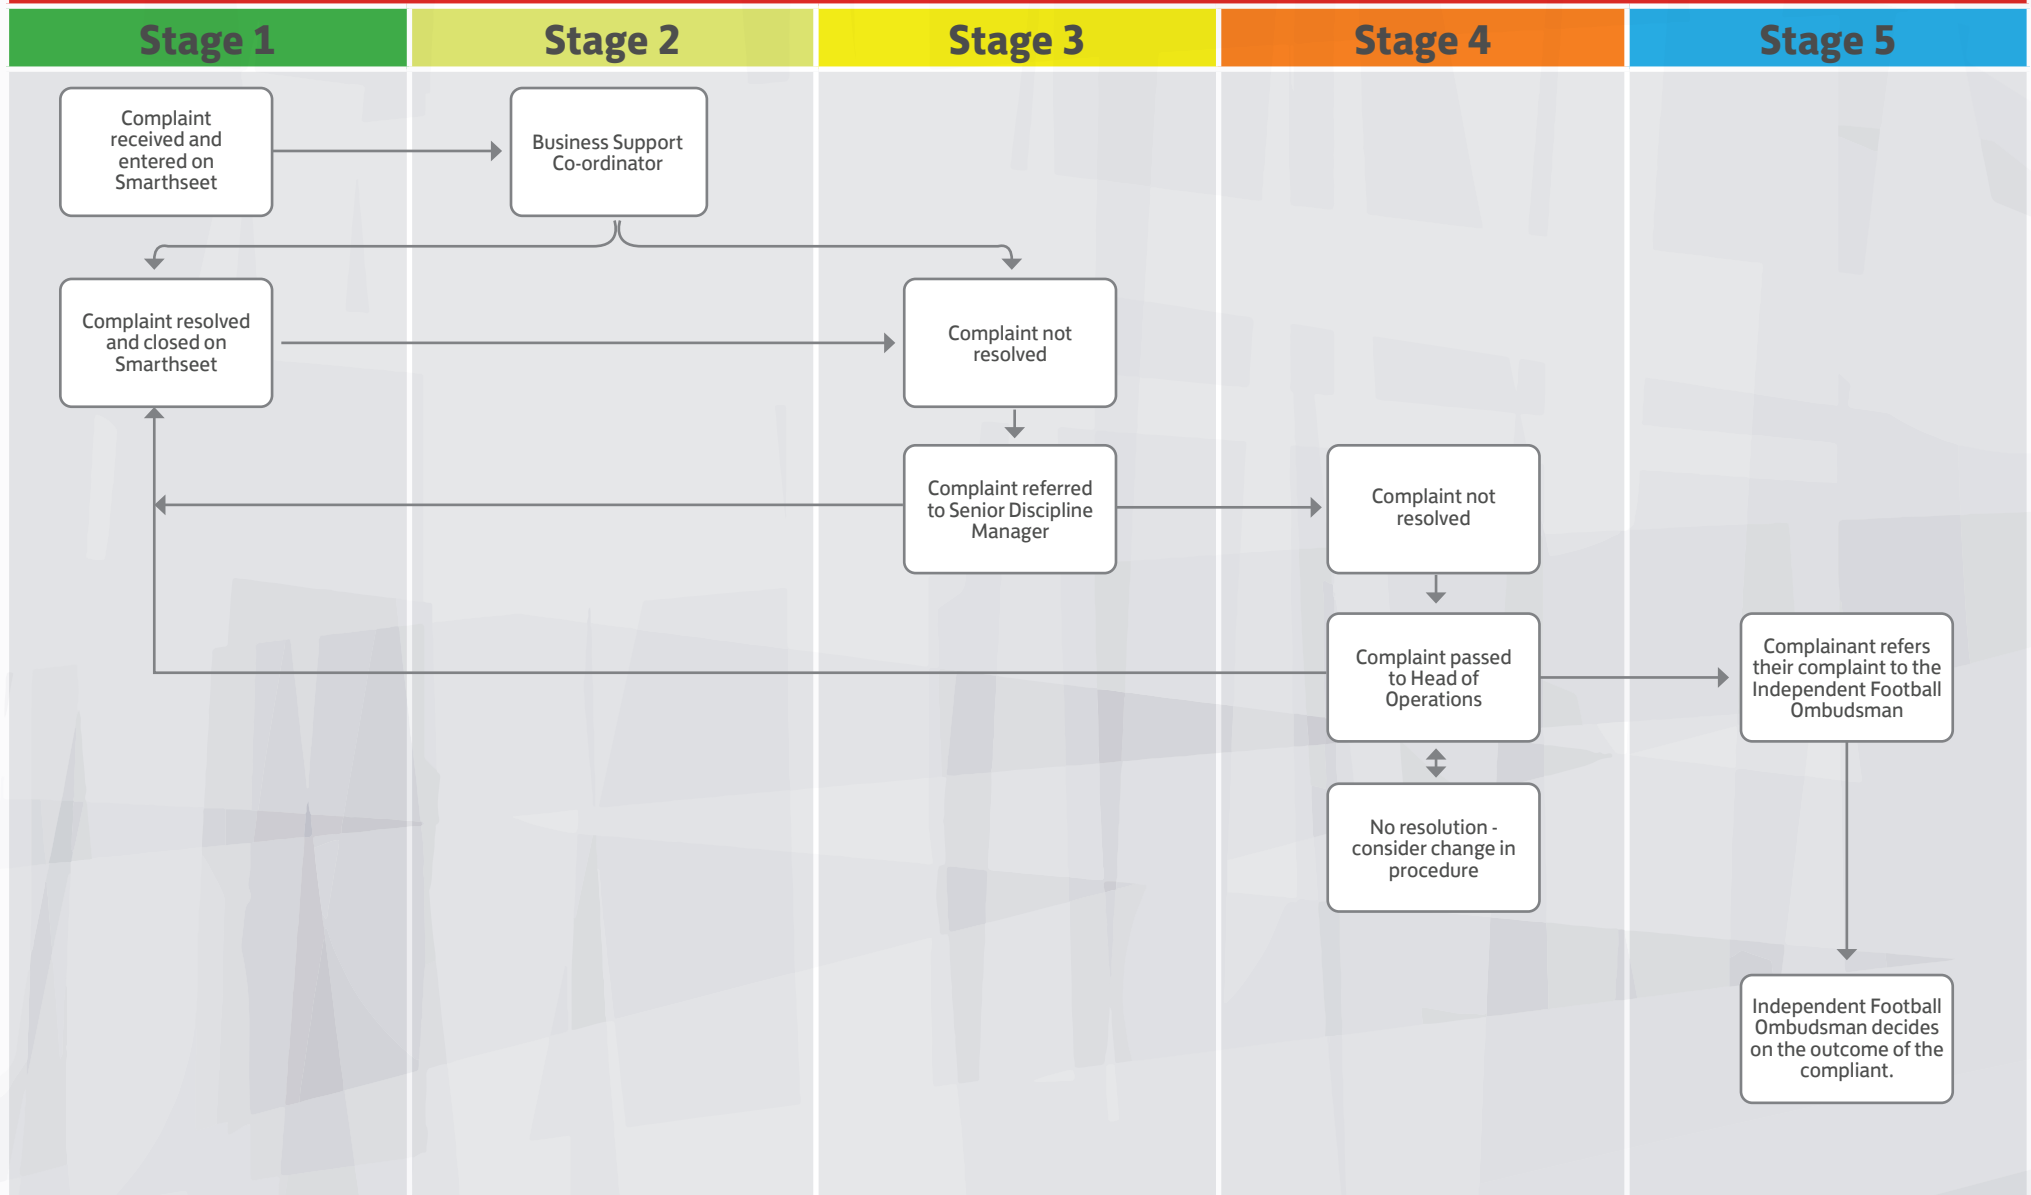 Stage 1
Stage 2
Stage 3
Stage 4
Stage 5
Complaint
received and
entered on
Smarthseet
Business Support
Co-ordinator
Complaint resolved
and closed on
Smarthseet
Complaint not
resolved
Complaint referred
to Senior Discipline
Manager
Complaint not
resolved
Complaint passed
to Head of
Operations
Complainant refers
their complaint to the
Independent Football
Ombudsman
No resolution -
consider change in
procedure
Independent Football
Ombudsman decides
on the outcome of the
compliant.